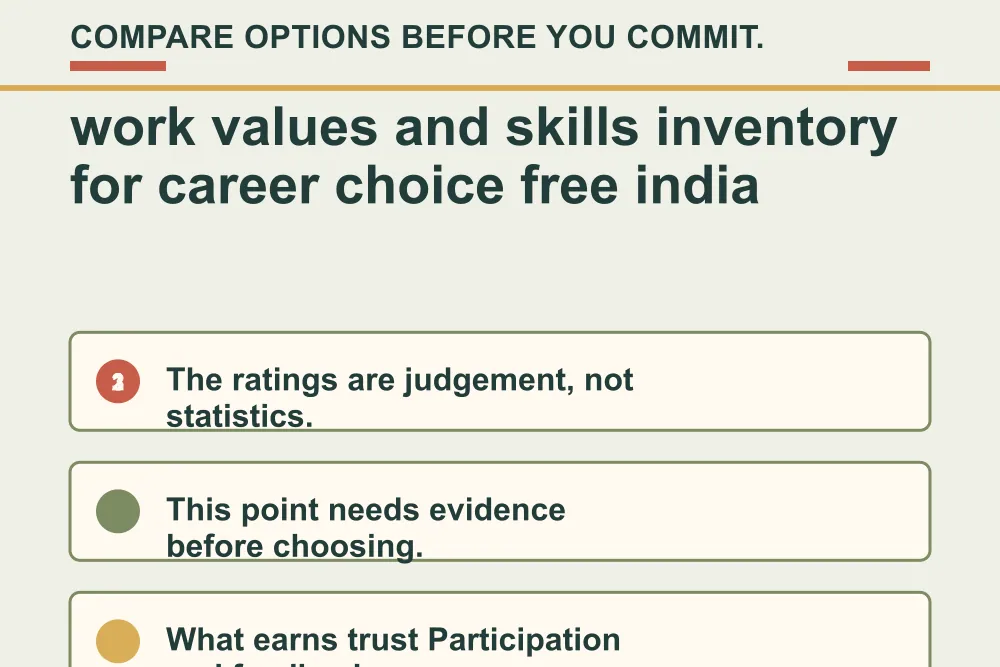 COMPARE OPTIONS BEFORE YOU COMMIT.
work values and skills inventory
for career choice free india
The ratings are judgement, not
statistics.
This point needs evidence
before choosing.
What earns trust Participation